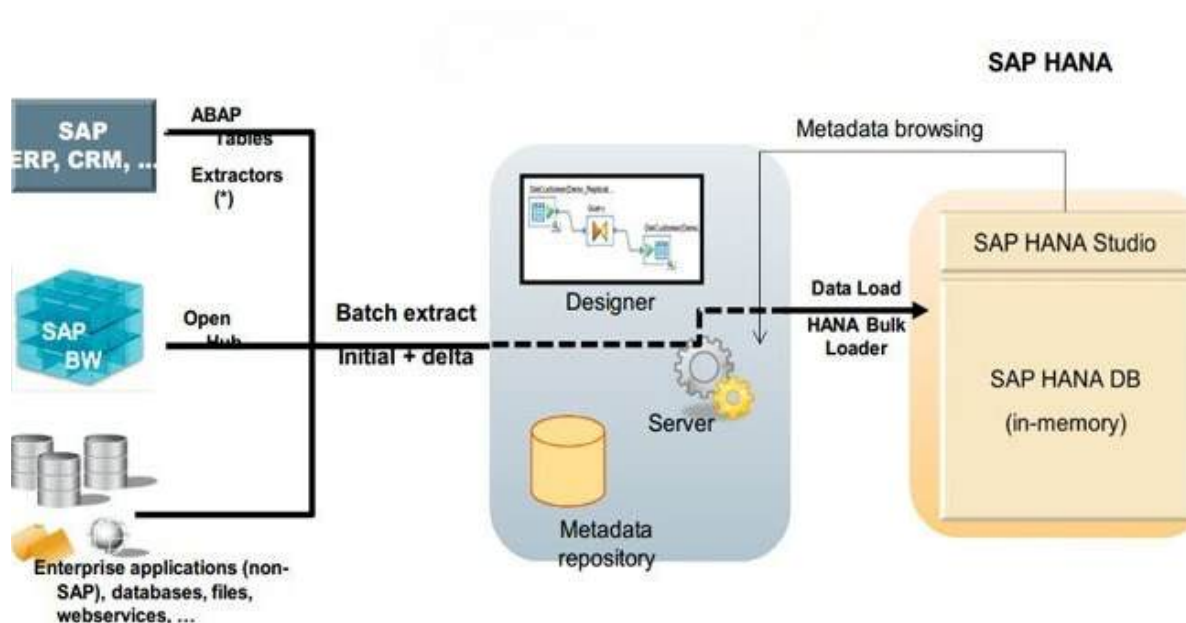 SAP HANA
SAP
ERP, CRM, ...
ABAP
Tables
Extractors
(*)
Metadata browsing
Query
Designer
SAP HANA Studio
SAP
BW
Open
Hub
Batch extract
Initial + delta
Data Load
HANA Bulk
Loader
SAP HANA DB
(in-memory)
Server
Metadata
repository
Enterprise applications (non-
SAP), databases, files,
webservices, ...